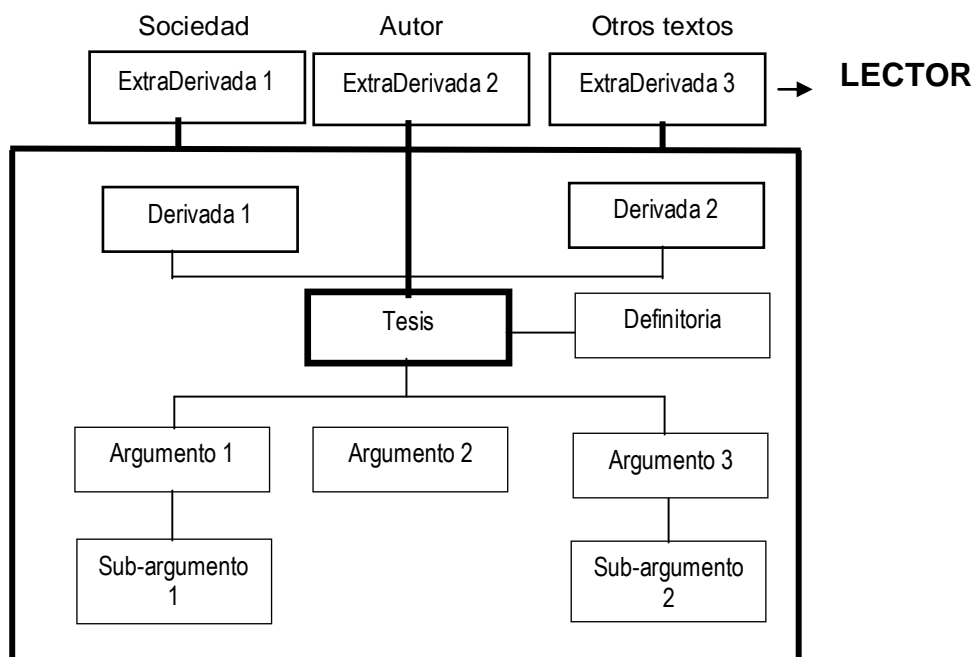 Sociedad
Autor
Otros textos
ExtraDerivada 1
ExtraDerivada 2
ExtraDerivada 3
LECTOR
Derivada 1
Derivada 2
Tesis
Definitoria
Argumento 1
Argumento 2
Argumento 3
Sub-argumento
1
Sub-argumento
2